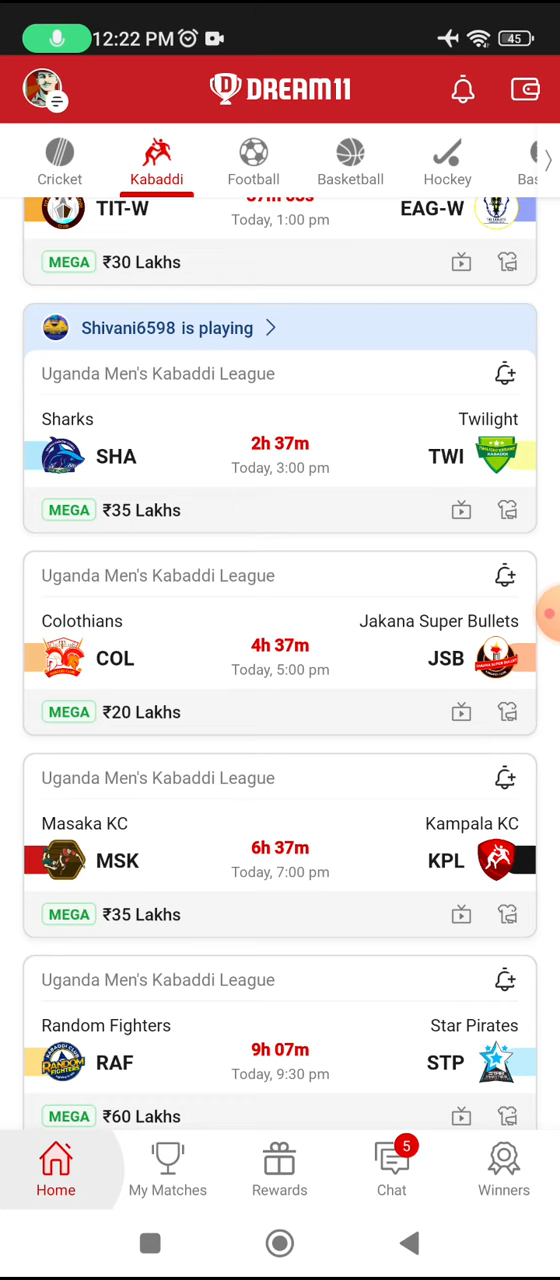 12:22 PM
45
DREAM11
Cricket
Kabaddi
Football
Basketball
Hockey
Bas
TIT-W
EAG-W
Today, 1:00 pm
MEGA ₹30 Lakhs
Shivani6598 is playing
Uganda Men's Kabaddi League
Sharks
Twilight
SHA
2h 37m
TWI
Today, 3:00 pm
MEGA ₹35 Lakhs
Uganda Men's Kabaddi League
Colothians
Jakana Super Bullets
COL
4h 37m
JSB
Today, 5:00 pm
MEGA ₹20 Lakhs
Uganda Men's Kabaddi League
Masaka KC
Kampala KC
MSK
6h 37m
KPL
Today, 7:00 pm
MEGA ₹35 Lakhs
Uganda Men's Kabaddi League
Random Fighters
Star Pirates
RAF
9h 07m
STP
Today, 9:30 pm
MEGA ₹60 Lakhs
Home
My Matches
Rewards
5
Chat
Winners